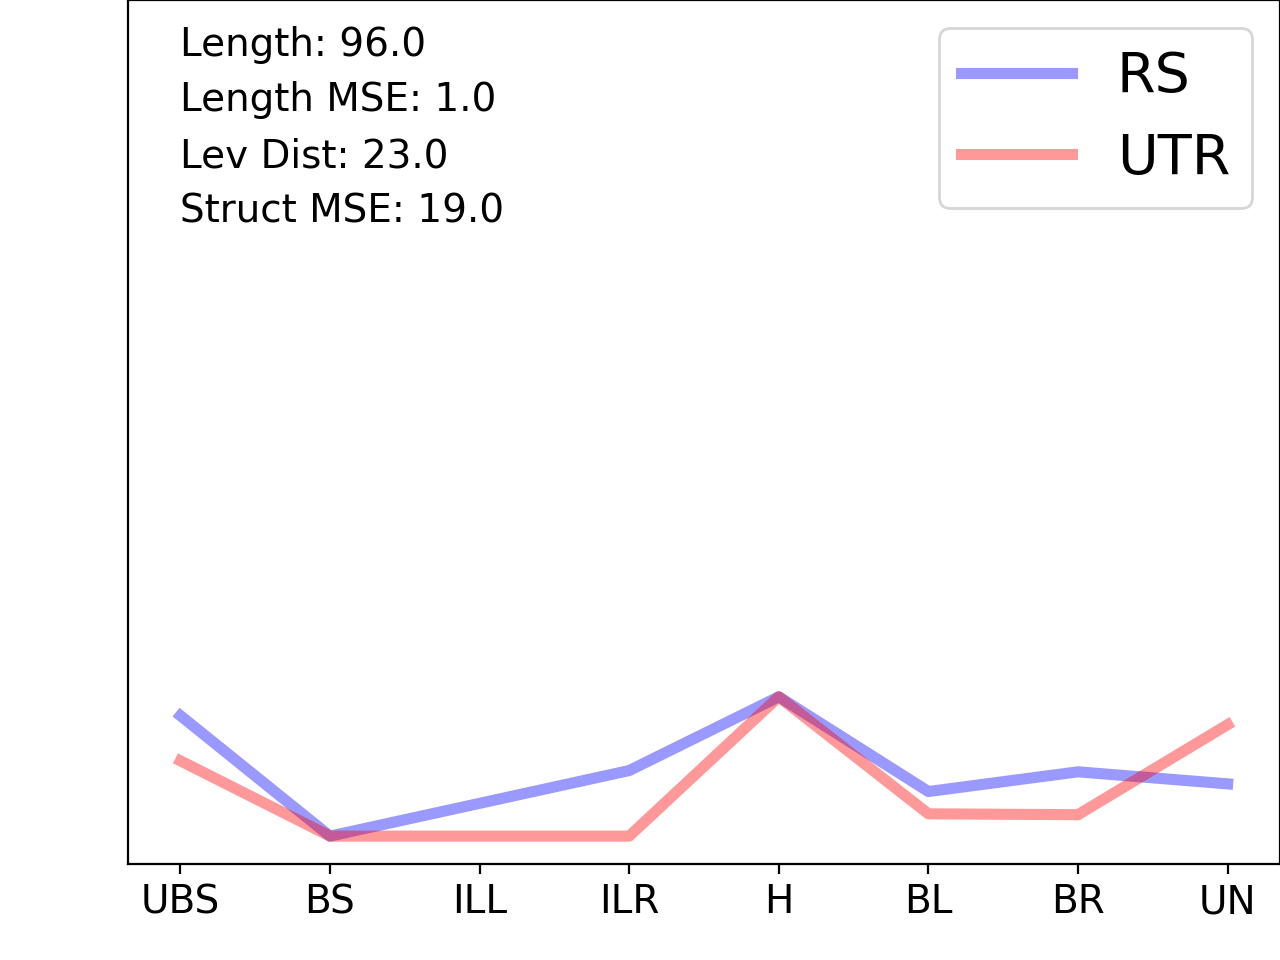 Length: 96.0
Length MSE: 1.0
Lev Dist: 23.0
Struct MSE: 19.0
RS
UTR
UBS BS ILL ILR H BL BR UN